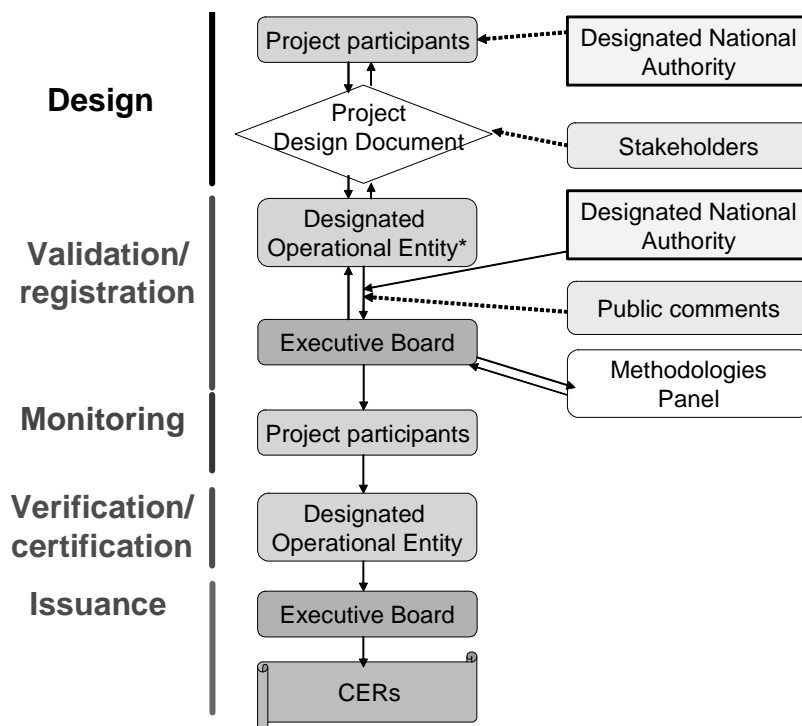 Design
Project participants
Designated National
Authority
Project
Design Document
Stakeholders
Validation/
registration
Designated
Operational Entity*
Designated National
Authority
Public comments
Executive Board
Methodologies
Panel
Monitoring
Project participants
Verification/
certification
Designated
Operational Entity
Issuance
Executive Board
CERs